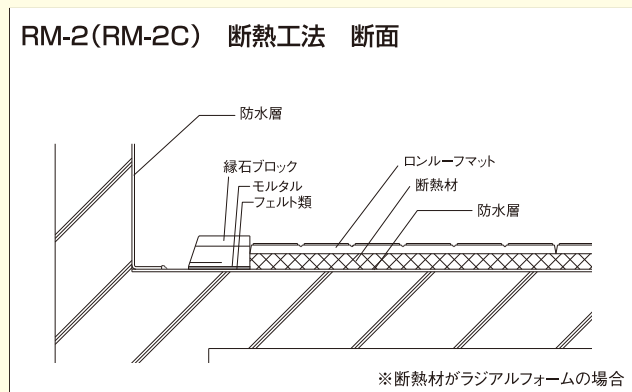 RM-2(RM-2C) 断熱工法 断面
防水層
縁石ブロック
モルタル
フェルト類
ロンルーフマット
断熱材
防水層
※断熱材がラジアルフォームの場合